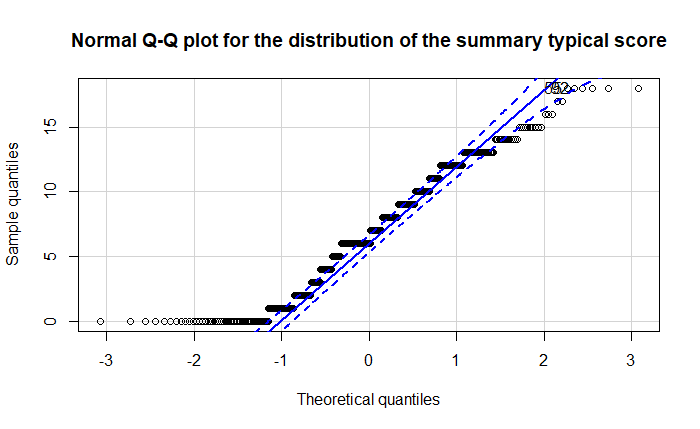 Normal Q-Q plot for the distribution of the summary typical score
Sample quantiles
15
10
5
0
-3 -2 -1 0 1 2 3
Theoretical quantiles